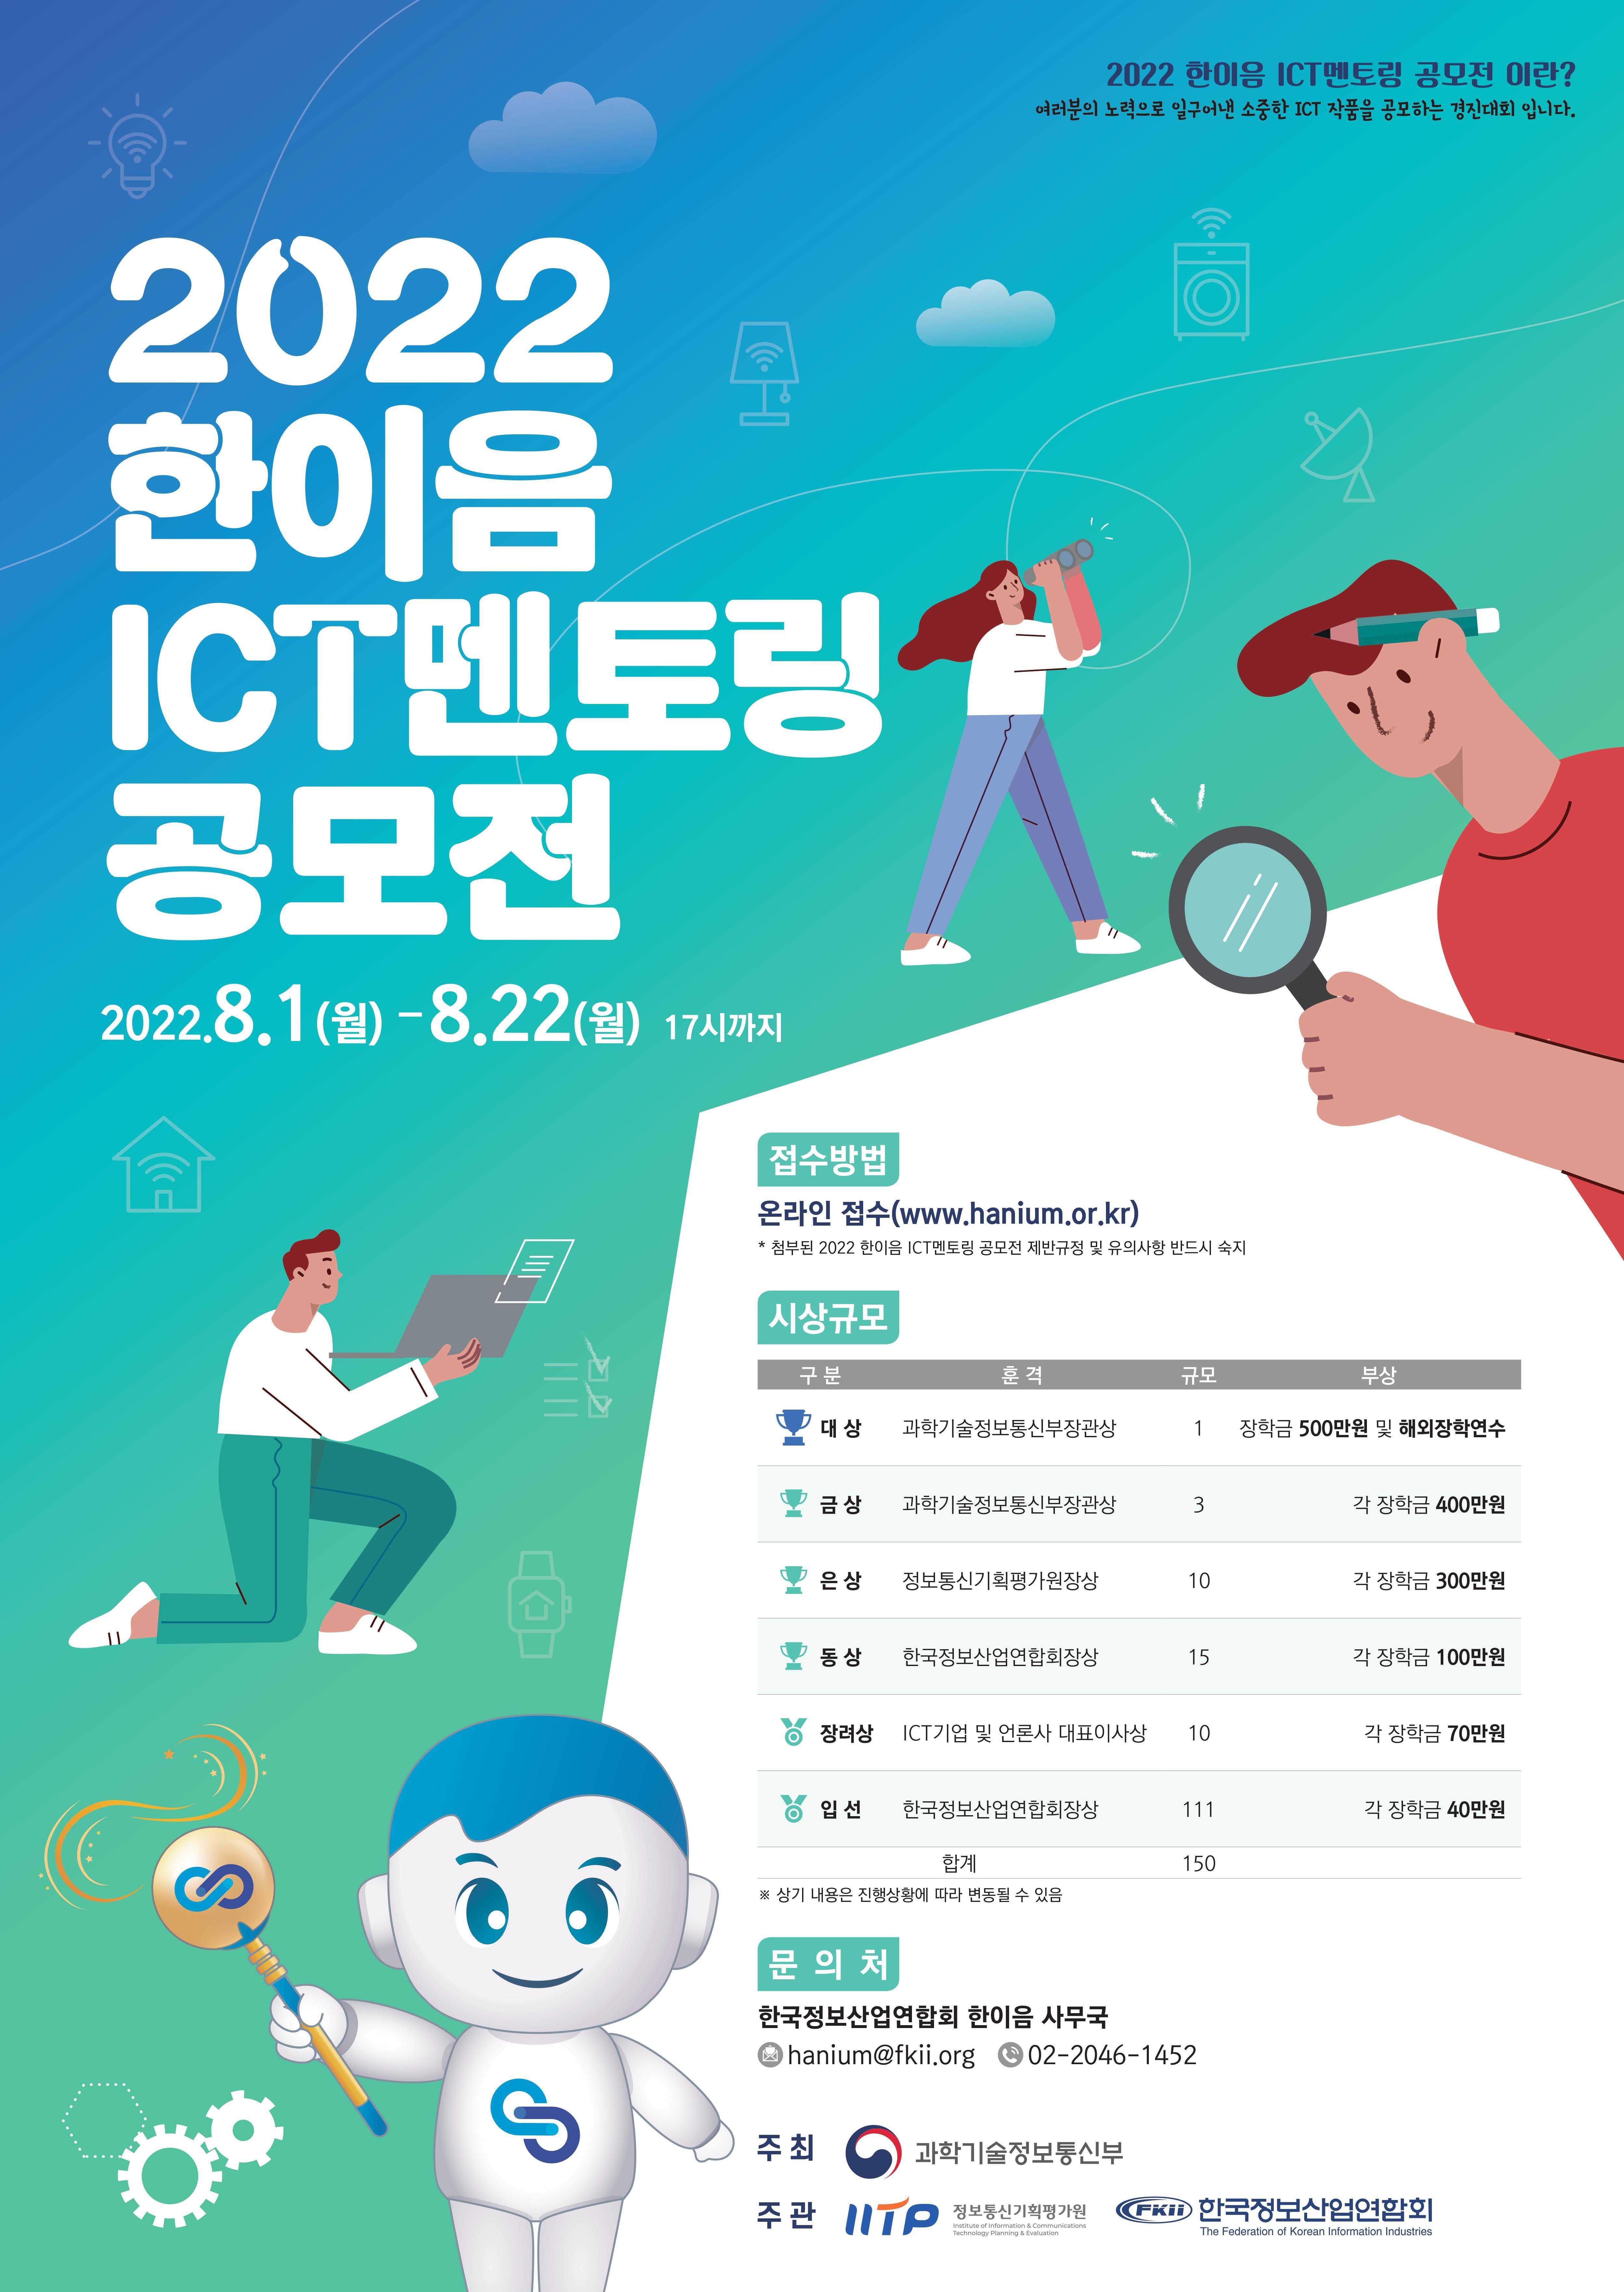 2022 한이음 ICT멘토링 공모전 이란?
여러분의 노력으로 일구어낸 소중한 ICT 작품을 공모하는 경진대회 입니다.
2022
한이음
ICT멘토링
공모전
2022.8.1(월) -8.22(월) 17시까지
접수방법
온라인 접수(www.hanium.or.kr)
* 첨부된 2022 한이음 ICT멘토링 공모전 제반규정 및 유의사항 반드시 숙지
시상규모
구 분 훈 격 규모 부상
대 상 과학기술정보통신부장관상 1 장학금 500만원 및 해외장학연수
금 상 과학기술정보통신부장관상 3 각 장학금 400만원
은 상 정보통신기획평가원장상 10 각 장학금 300만원
동 상 한국정보산업연합회장상 15 각 장학금 100만원
장려상 ICT기업 및 언론사 대표이사상 10 각 장학금 70만원
입 선 한국정보산업연합회장상 111 각 장학금 40만원
합계 150
※ 상기 내용은 진행상황에 따라 변동될 수 있음
문 의 처
한국정보산업연합회 한이음 사무국
hanium@fkii.org 02-2046-1452
주 최 과학기술정보통신부
주 관 IITP 정보통신기획평가원 FKii 한국정보산업연합회
Institute of Information & Communications
Technology Planning & Evaluation
The Federation of Korean Information Industries